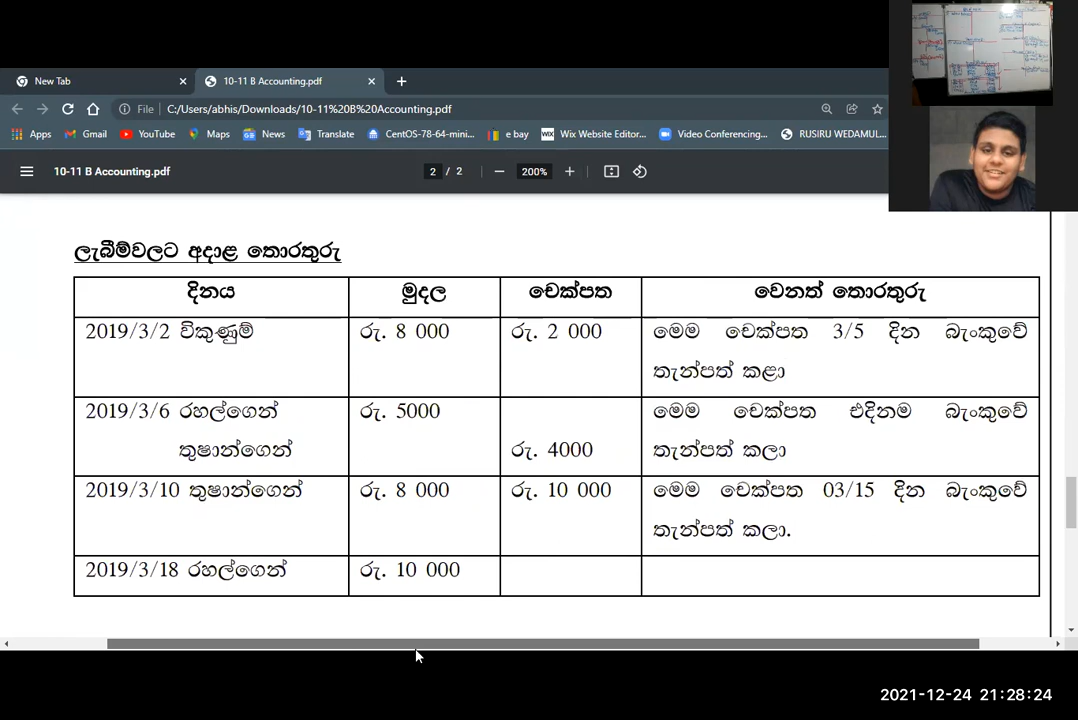 New Tab
10-11 B Accounting.pdf
File C:/Users/abhis/Downloads/10-11%20B%20Accounting.pdf
Apps Gmail YouTube Maps News Translate CentOS-78-64-mini... e bay Wix Website Editor... Video Conferencing... RUSIRU WEDAMUL...
10-11 B Accounting.pdf 2 / 2 200%
ලැබීම්වලට අදාළ තොරතුරු
දිනය මුදල චෙක්පත වෙනත් තොරතුරු
2019/3/2 විකුණුම් රු. 8 000 රු. 2 000 මෙම චෙක්පත 3/5 දින බැංකුවේ
තැන්පත් කළා
2019/3/6 රහල්ගෙන් රු. 5000 මෙම චෙක්පත එදිනම බැංකුවේ
තුෂාන්ගෙන් රු. 4000 තැන්පත් කලා
2019/3/10 තුෂාන්ගෙන් රු. 8 000 රු. 10 000 මෙම චෙක්පත 03/15 දින බැංකුවේ
තැන්පත් කලා.
2019/3/18 රහල්ගෙන් රු. 10 000
2021-12-24 21:28:24